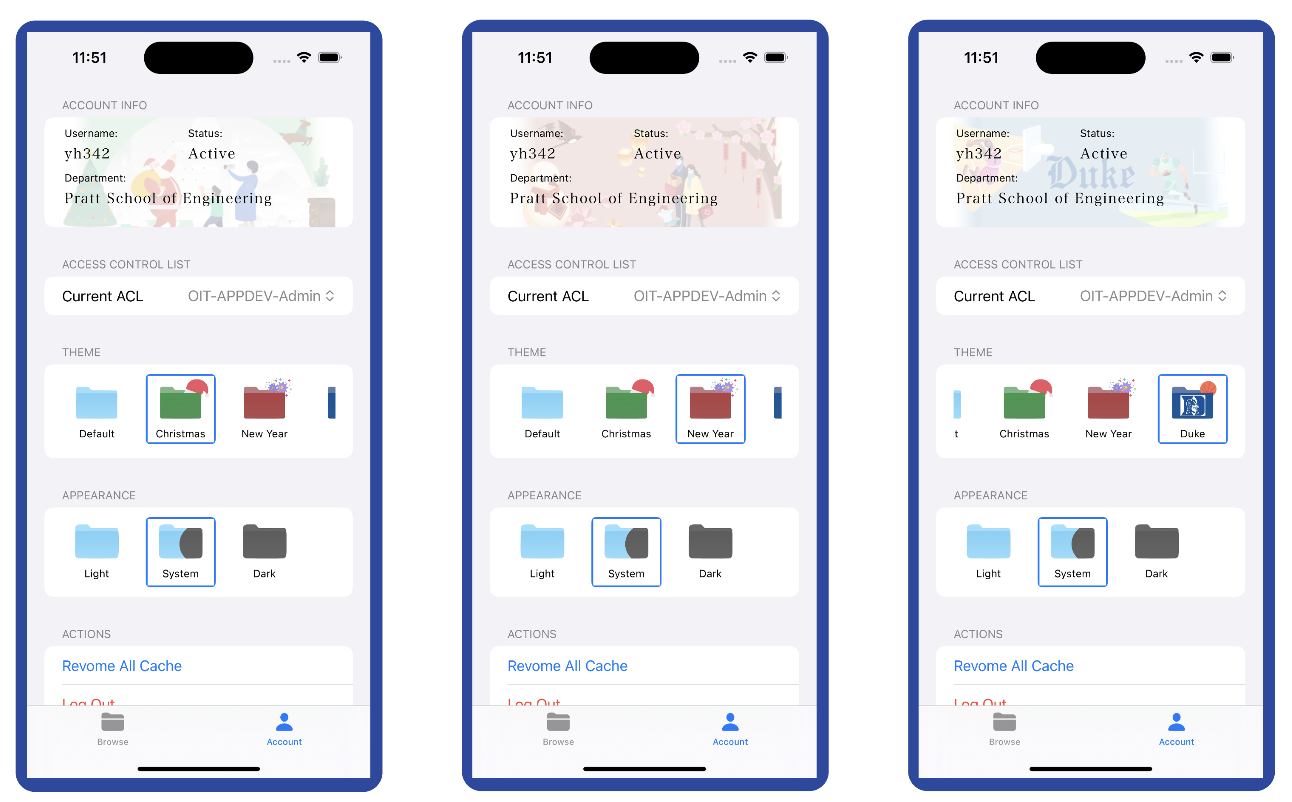 11:51
ACCOUNT INFO
Username: Status:
yh342 Active
Department:
Pratt School of Engineering
ACCESS CONTROL LIST
Current ACL OIT-APPDEV-Admin
THEME
Default Christmas New Year
APPEARANCE
Light System Dark
ACTIONS
Revome All Cache
Log Out
Browse Account
11:51
ACCOUNT INFO
Username: Status:
yh342 Active
Department:
Pratt School of Engineering
ACCESS CONTROL LIST
Current ACL OIT-APPDEV-Admin
THEME
Default Christmas New Year
APPEARANCE
Light System Dark
ACTIONS
Revome All Cache
Log Out
Browse Account
11:51
ACCOUNT INFO
Username: Status:
yh342 Active
Duke
Department:
Pratt School of Engineering
ACCESS CONTROL LIST
Current ACL OIT-APPDEV-Admin
THEME
t Christmas New Year Duke
APPEARANCE
Light System Dark
ACTIONS
Revome All Cache
Log Out
Browse Account